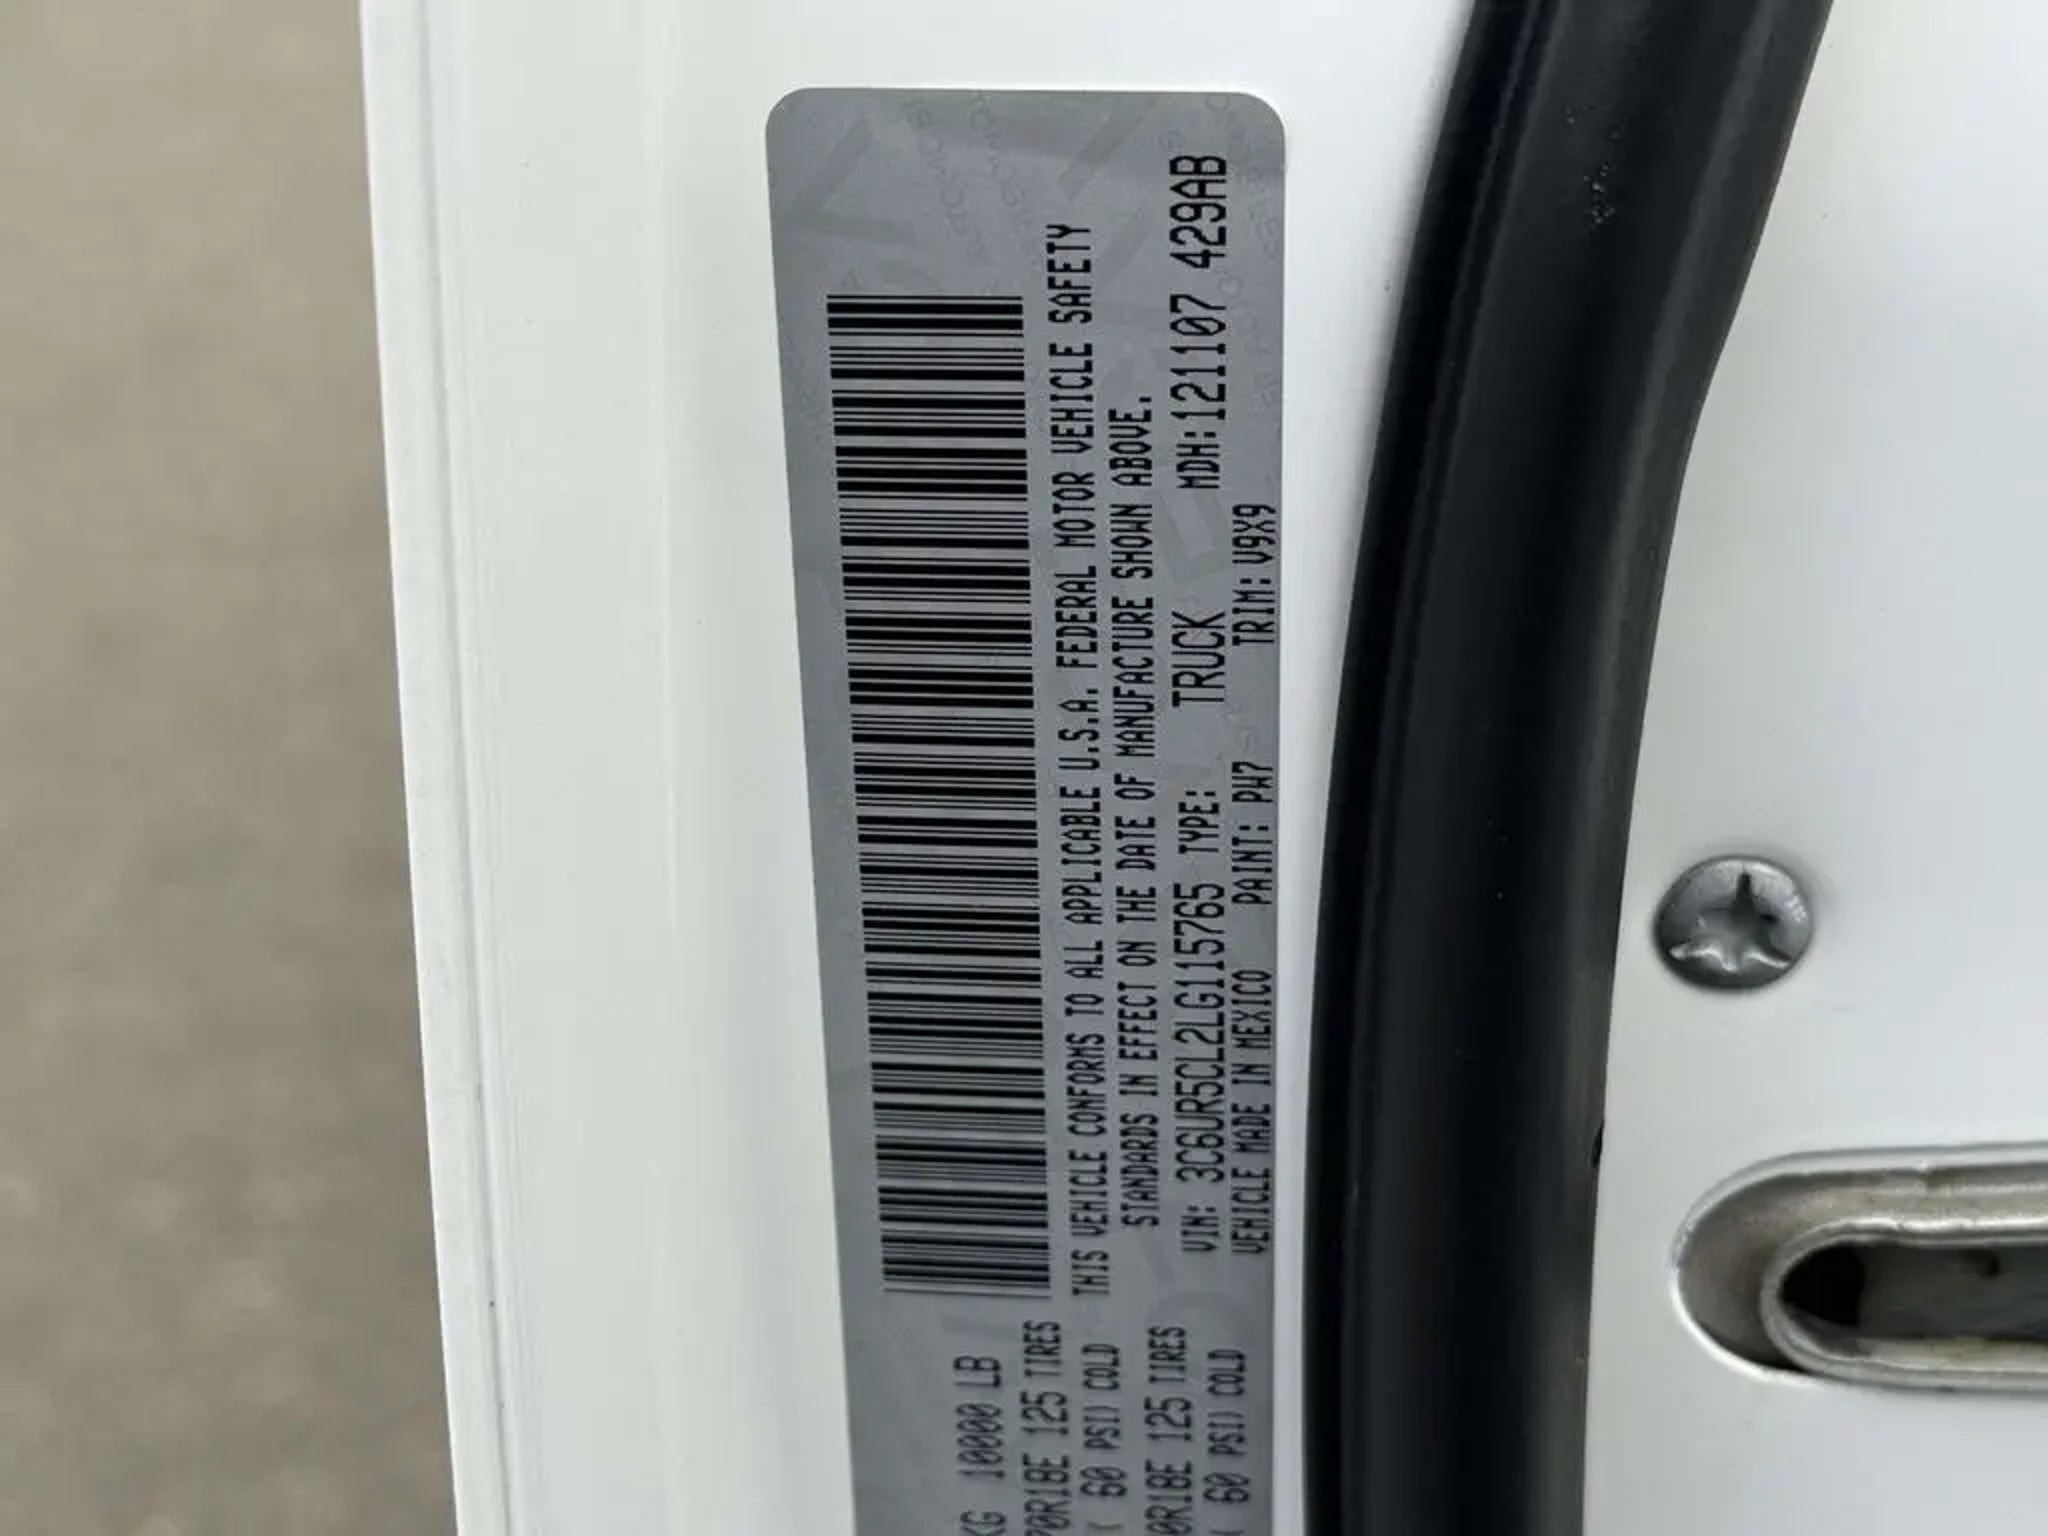 KG 10000 LB
70R18E 125 TIRES
60 PSI) COLD
0R18E 125 TIRES
60 PSI) COLD
THIS VEHICLE CONFORMS TO ALL APPLICABLE U.S.A. FEDERAL MOTOR VEHICLE SAFETY
STANDARDS IN EFFECT ON THE DATE OF MANUFACTURE SHOWN ABOVE.
VIN: 3C6UR5CL2LG115765 TYPE: TRUCK MDH:121107 429AB
VEHICLE MADE IN MEXICO PAINT: PW7 TRIM: V9X9